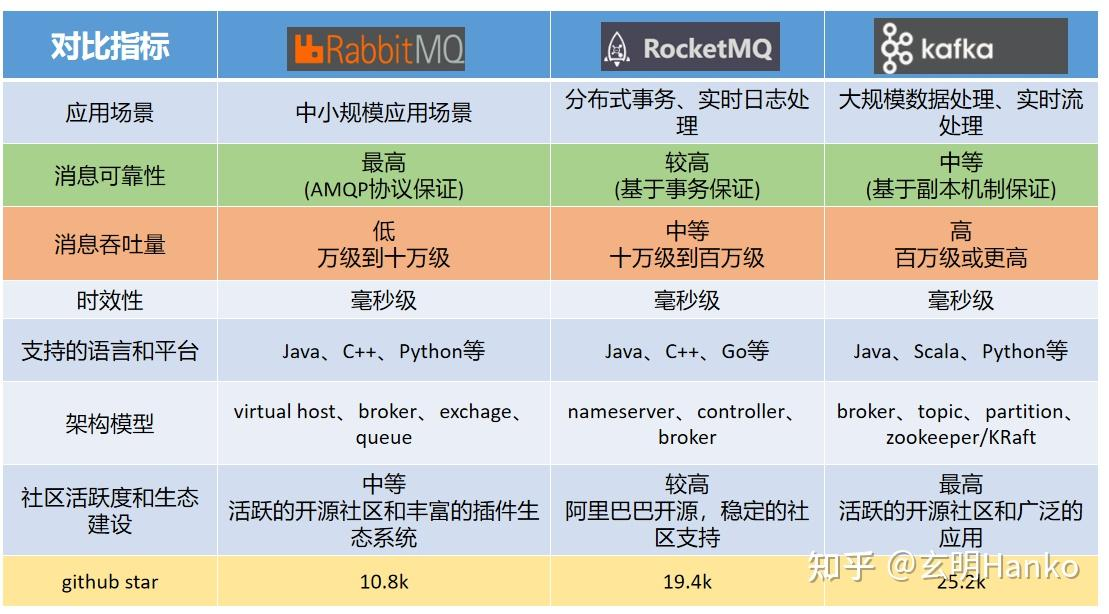 对比指标
RabbitMQ
RocketMQ
kafka
应用场景
中小规模应用场景
分布式事务、实时日志处
理
大规模数据处理、实时流
处理
消息可靠性
最高
(AMQP协议保证)
较高
(基于事务保证)
中等
(基于副本机制保证)
消息吞吐量
低
万级到十万级
中等
十万级到百万级
高
百万级或更高
时效性
毫秒级
毫秒级
毫秒级
支持的语言和平台
Java、C++、Python等
Java、C++、Go等
Java、Scala、Python等
架构模型
virtual host、broker、exchage、
queue
nameserver、controller、
broker
broker、topic、partition、
zookeeper/KRaft
社区活跃度和生态
建设
中等
活跃的开源社区和丰富的插件生
态系统
较高
阿里巴巴开源，稳定的社
区支持
最高
活跃的开源社区和广泛的
应用
github star
10.8k
19.4k
25.2k
知乎 @玄明Hanko